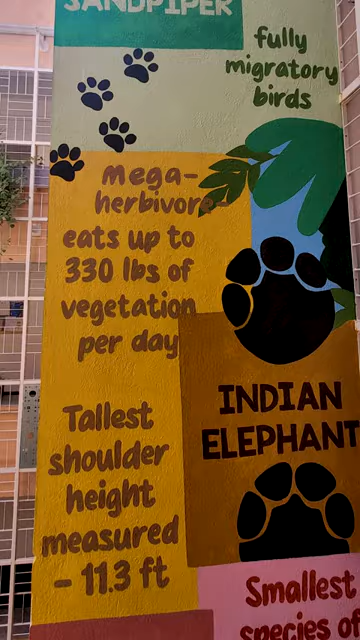 SANDPIPER
fully
migratory
birds
Mega-
herbivore
eats up to
330 lbs of
vegetation
per day
INDIAN
ELEPHANT
Tallest
shoulder
height
measured
- 11.3 ft
Smallest
species of